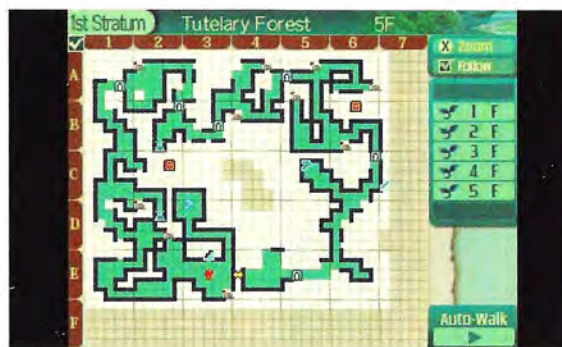 1st Stratum Tutelary Forest 5F
1 2 3 4 5 6 7
X Zoom
Follow
A
B
C
D
E
F
1 F
2 F
3 F
4 F
5 F
Auto-Walk